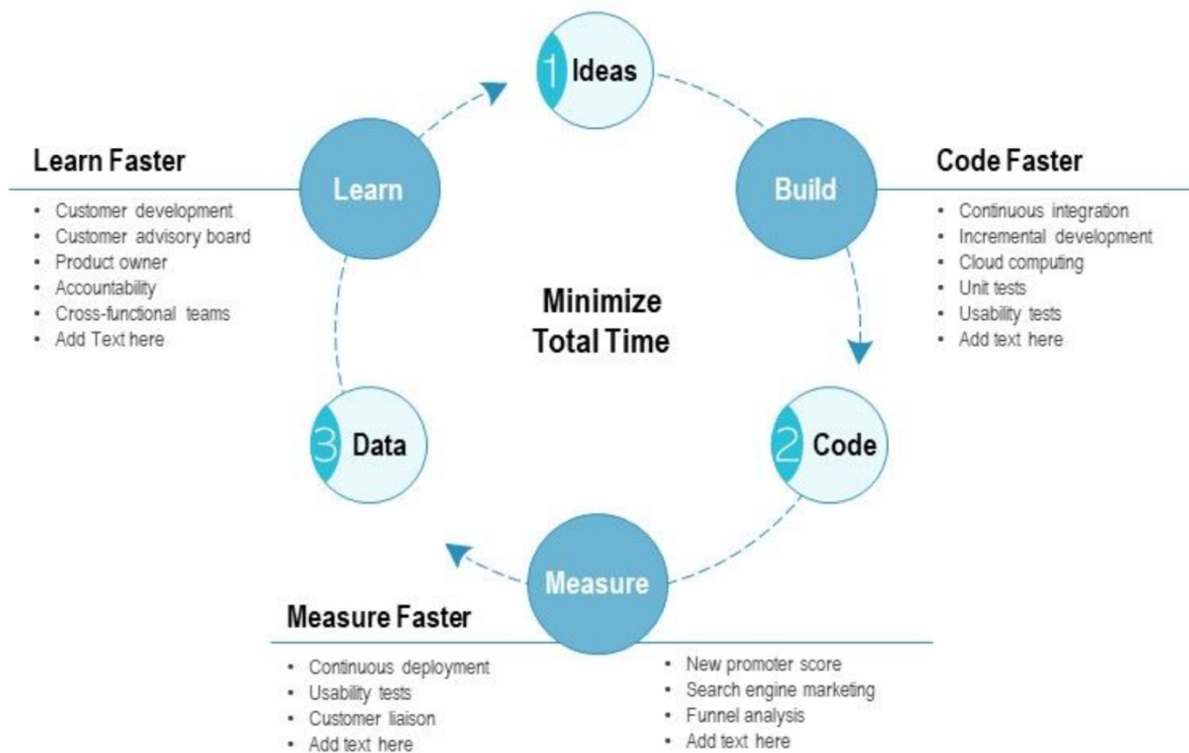 1 Ideas
Learn Faster
Learn
Build
Code Faster
• Customer development
• Customer advisory board
• Product owner
• Accountability
• Cross-functional teams
• Add Text here
• Continuous integration
• Incremental development
• Cloud computing
• Unit tests
• Usability tests
• Add text here
Minimize
Total Time
3 Data
2 Code
Measure
Measure Faster
• Continuous deployment
• Usability tests
• Customer liaison
• Add text here
• New promoter score
• Search engine marketing
• Funnel analysis
• Add text here